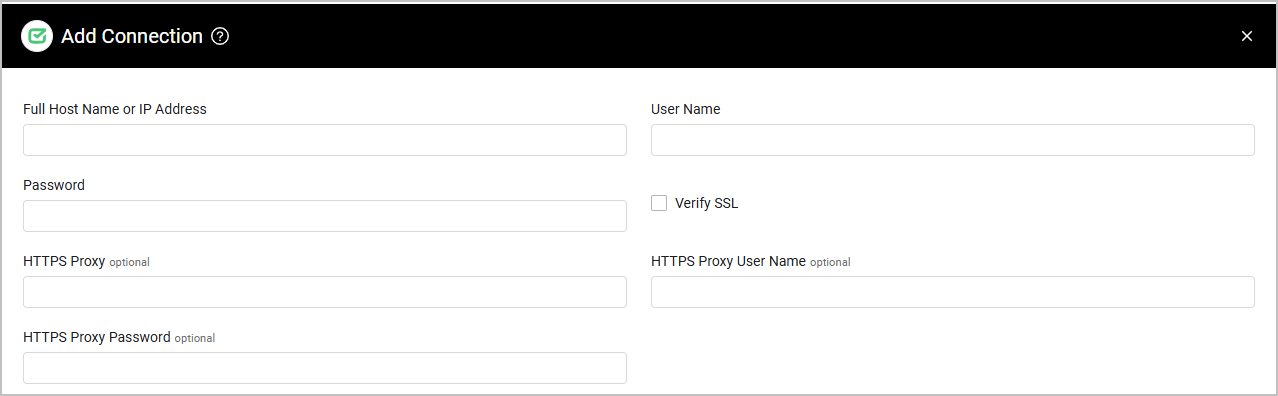 Add Connection
Full Host Name or IP Address
User Name
Password
Verify SSL
HTTPS Proxy optional
HTTPS Proxy User Name optional
HTTPS Proxy Password optional